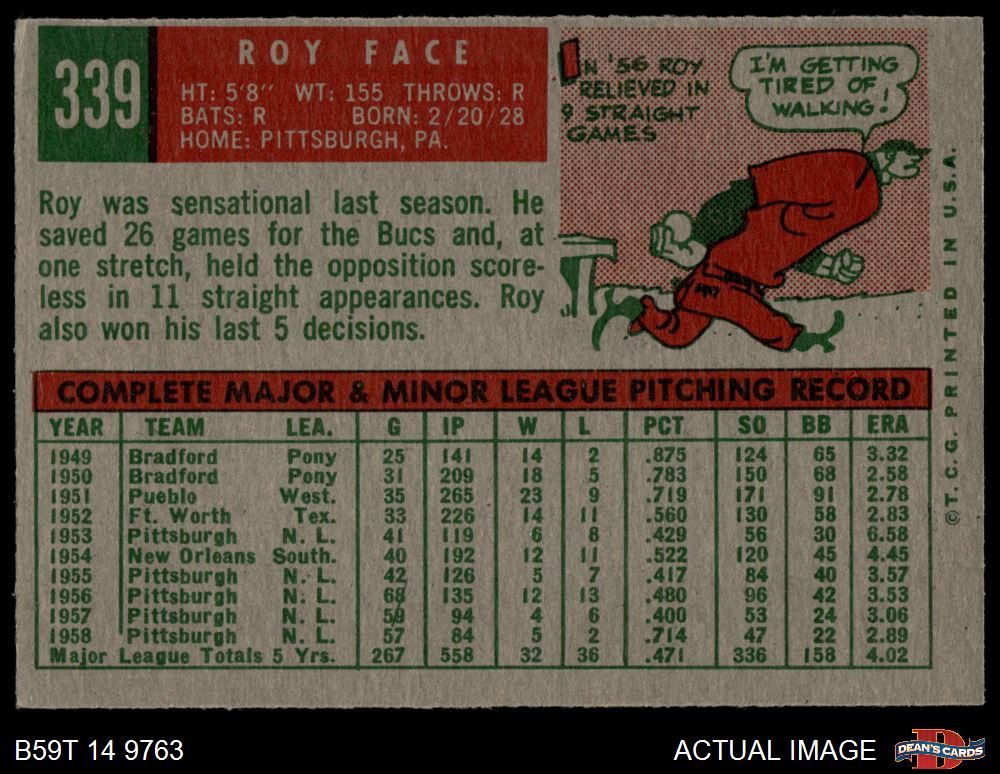 339
ROY FACE
HT: 5'8" WT: 155 THROWS: R
BATS: R BORN: 2/20/28
HOME: PITTSBURGH, PA.
IN '56 ROY
RELIEVED IN
9 STRAIGHT
GAMES
I'M GETTING
TIRED OF
WALKING!
Roy was sensational last season. He
saved 26 games for the Bucs and, at
one stretch, held the opposition score-
less in 11 straight appearances. Roy
also won his last 5 decisions.
COMPLETE MAJOR & MINOR LEAGUE PITCHING RECORD
YEAR TEAM LEA. G IP W L PCT SO BB ERA
1949 Bradford Pony 25 141 14 2 .875 124 65 3.32
1950 Bradford Pony 31 209 18 5 .783 150 68 2.58
1951 Pueblo West. 35 265 23 9 .719 171 91 2.78
1952 Ft. Worth Tex. 33 226 14 11 .560 130 58 2.83
1953 Pittsburgh N. L. 41 119 6 8 .429 56 30 6.58
1954 New Orleans South. 40 192 12 11 .522 120 45 4.45
1955 Pittsburgh N. L. 42 126 5 7 .417 84 40 3.57
1956 Pittsburgh N. L. 68 135 12 13 .480 96 42 3.53
1957 Pittsburgh N. L. 59 94 4 6 .400 53 24 3.06
1958 Pittsburgh N. L. 57 84 5 2 .714 47 22 2.89
Major League Totals 5 Yrs. 267 558 32 36 .471 336 158 4.02
©T.C.G. PRINTED IN U.S.A.
B59T 14 9763
ACTUAL IMAGE
D
DEAN'S CARDS